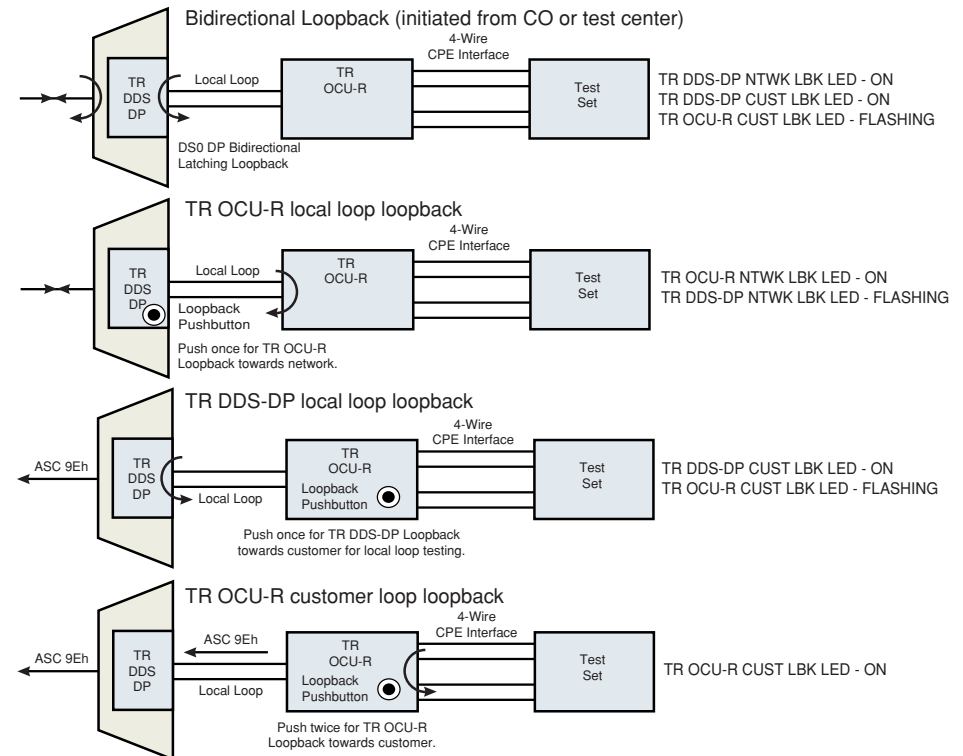 Bidirectional Loopback (initiated from CO or test center)
4-Wire
CPE Interface
TR
DDS
DP
Local Loop
TR
OCU-R
Test
Set
TR DDS-DP NTWK LBK LED - ON
TR DDS-DP CUST LBK LED - ON
TR OCU-R CUST LBK LED - FLASHING
DS0 DP Bidirectional
Latching Loopback
TR OCU-R local loop loopback
4-Wire
CPE Interface
TR
DDS
DP
Local Loop
Loopback
Pushbutton
TR
OCU-R
Test
Set
TR OCU-R NTWK LBK LED - ON
TR DDS-DP NTWK LBK LED - FLASHING
Push once for TR OCU-R
Loopback towards network.
TR DDS-DP local loop loopback
4-Wire
CPE Interface
ASC 9Eh
TR
DDS
DP
Local Loop
TR
OCU-R
Loopback
Pushbutton
Test
Set
TR DDS-DP CUST LBK LED - ON
TR OCU-R CUST LBK LED - FLASHING
Push once for TR DDS-DP Loopback
towards customer for local loop testing.
TR OCU-R customer loop loopback
4-Wire
CPE Interface
ASC 9Eh
TR
DDS
DP
ASC 9Eh
Local Loop
TR
OCU-R
Loopback
Pushbutton
Test
Set
TR OCU-R CUST LBK LED - ON
Push twice for TR OCU-R
Loopback towards customer.